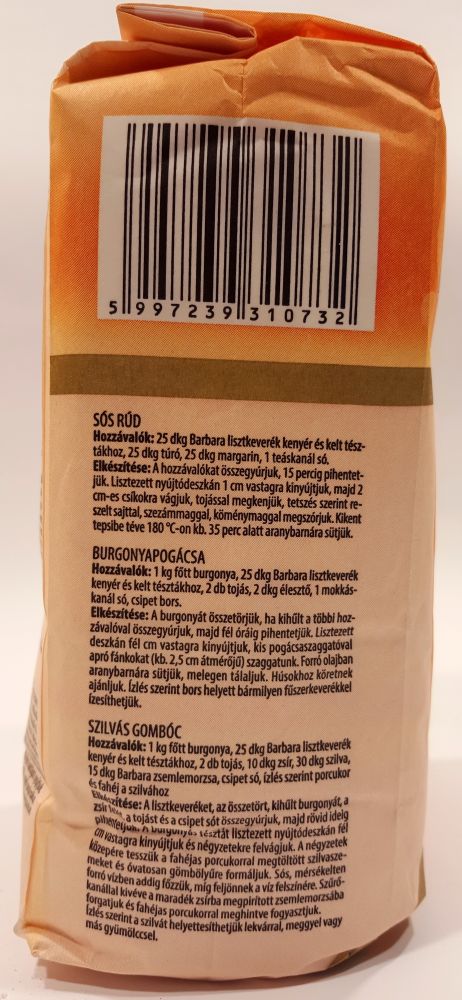 5 997239 310732
SÓS RÚD
Hozzávalók: 25 dkg Barbara lisztkeverék kenyér és kelt tész-
tákhoz, 25 dkg túró, 25 dkg margarin, 1 teáskanál só.
Elkészítése: A hozzávalókat összegyúrjuk, 15 percig pihentet-
jük. Lisztezett nyújtódeszkán 1 cm vastagra kinyújtjuk, majd 2
cm-es csíkokra vágjuk, tojással megkenjük, tetszés szerint re-
szelt sajttal, szezámmaggal, köménymaggal megszórjuk. Kikent
tepsibe téve 180 °C-on kb. 35 perc alatt aranybarnára sütjük.
BURGONYAPOGÁCSA
Hozzávalók: 1 kg főtt burgonya, 25 dkg Barbara lisztkeverék
kenyér és kelt tésztákhoz, 2 db tojás, 2 dkg élesztő, 1 mokkás-
kanál só, csipet bors.
Elkészítése: A burgonyát összetörjük, ha kihűlt a többi hoz-
závalóval összegyúrjuk, majd fél óráig pihentetjük. Lisztezett
deszkán fél cm vastagra kinyújtjuk, kis pogácsaszaggatóval
apró fánkokat (kb. 2,5 cm átmérőjű) szaggatunk. Forró olajban
aranybarnára sütjük, melegen tálaljuk. Húsokhoz köretnek
ajánljuk. Ízlés szerint bors helyett bármilyen fűszerkeverékkel
ízesíthetjük.
SZILVÁS GOMBÓC
Hozzávalók: 1 kg főtt burgonya, 25 dkg Barbara lisztkeverék
kenyér és kelt tésztákhoz, 2 db tojás, 10 dkg zsír, 30 dkg szilva,
15 dkg Barbara zsemlemorzsa, csipet só, ízlés szerint porcukor
és fahéj a szilvához
Elkészítése: A lisztkeveréket, az összetört, kihűlt burgonyát, a
zsír a tojást és a csipet sót összegyúrjuk, majd rövid ideig
pihentetjük. A burgonyás tésztát lisztezett nyújtódeszkán fél
cm vastagra kinyújtjuk és négyzetekre felvágjuk. A négyzetek
közepére tesszük a fahéjas porcukorral megtöltött szilvasze-
meket és óvatosan gömbölyűre formáljuk. Sós, mérsékelten
forró vízben addig főzzük, míg feljönnek a víz felszínére. Szűrő-
kanállal kivéve a maradék zsírba megpirított zsemlemorzsába
forgatjuk és fahéjas porcukorral meghintve fogyasztjuk.
Ízlés szerint a szilvát helyettesíthetjük lekvárral, meggyel vagy
más gyümölccsel.